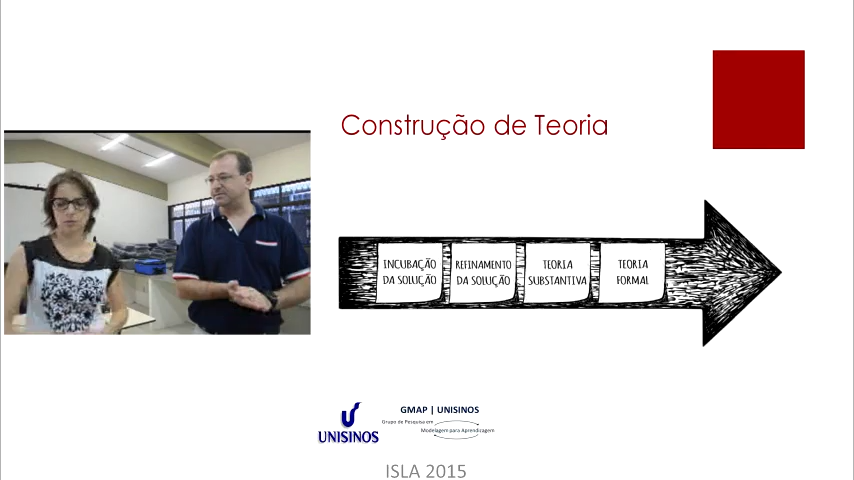 Construção de Teoria
INCUBAÇÃO
DA SOLUÇÃO
REFINAMENTO
DA SOLUÇÃO
TEORIA
SUBSTANTIVA
TEORIA
FORMAL
UNISINOS
GMAP | UNISINOS
Grupo de Pesquisa em
Modelagem para Aprendizagem
ISLA 2015